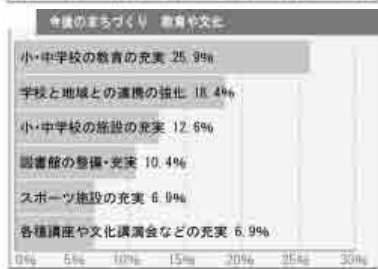 今後のまちづくり 教育や文化
小・中学校の教育の充実 25.9%
学校と地域との連携の強化 18.4%
小・中学校の施設の充実 12.6%
図書館の整備・充実 10.4%
スポーツ施設の充実 6.9%
各種講座や文化講演会などの充実 6.9%
0% 5% 10% 15% 20% 25% 30%